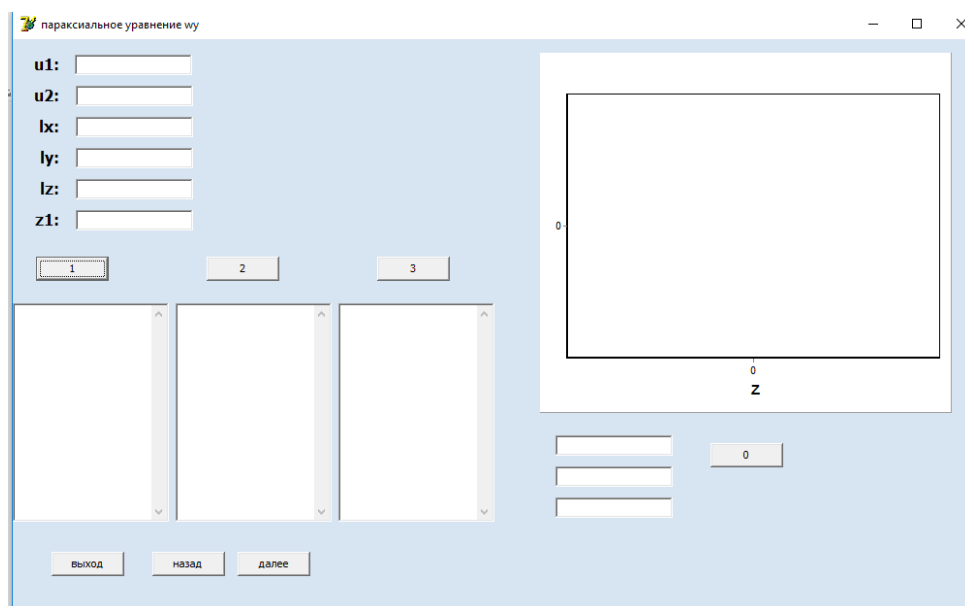 параксиальное уравнение wy
u1:
u2:
lx:
ly:
lz:
z1:
1 2 3
0
0
Z
0
выход назад далее